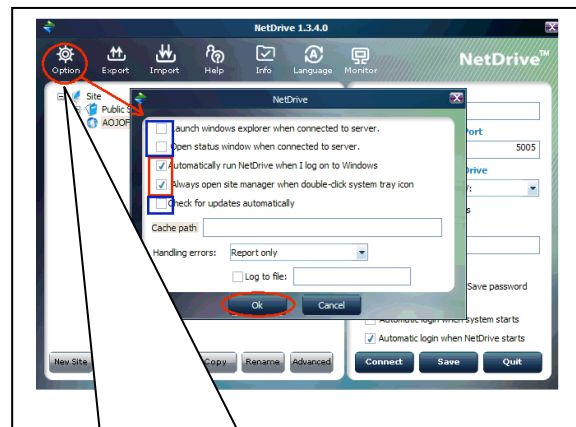 NetDrive 1.3.4.0
Option Export Import Help Info Language Monitor
NetDrive™
Site
Public S
AOJOF
NetDrive
Launch windows explorer when connected to server.
Open status window when connected to server.
Automatically run NetDrive when I log on to Windows
Always open site manager when double-click system tray icon
Check for updates automatically
Cache path
Handling errors: Report only
Log to file:
Ok Cancel
Port
5005
Drive
Save password
Automatic login when system starts
Automatic login when NetDrive starts
New Site Copy Rename Advanced Connect Save Quit